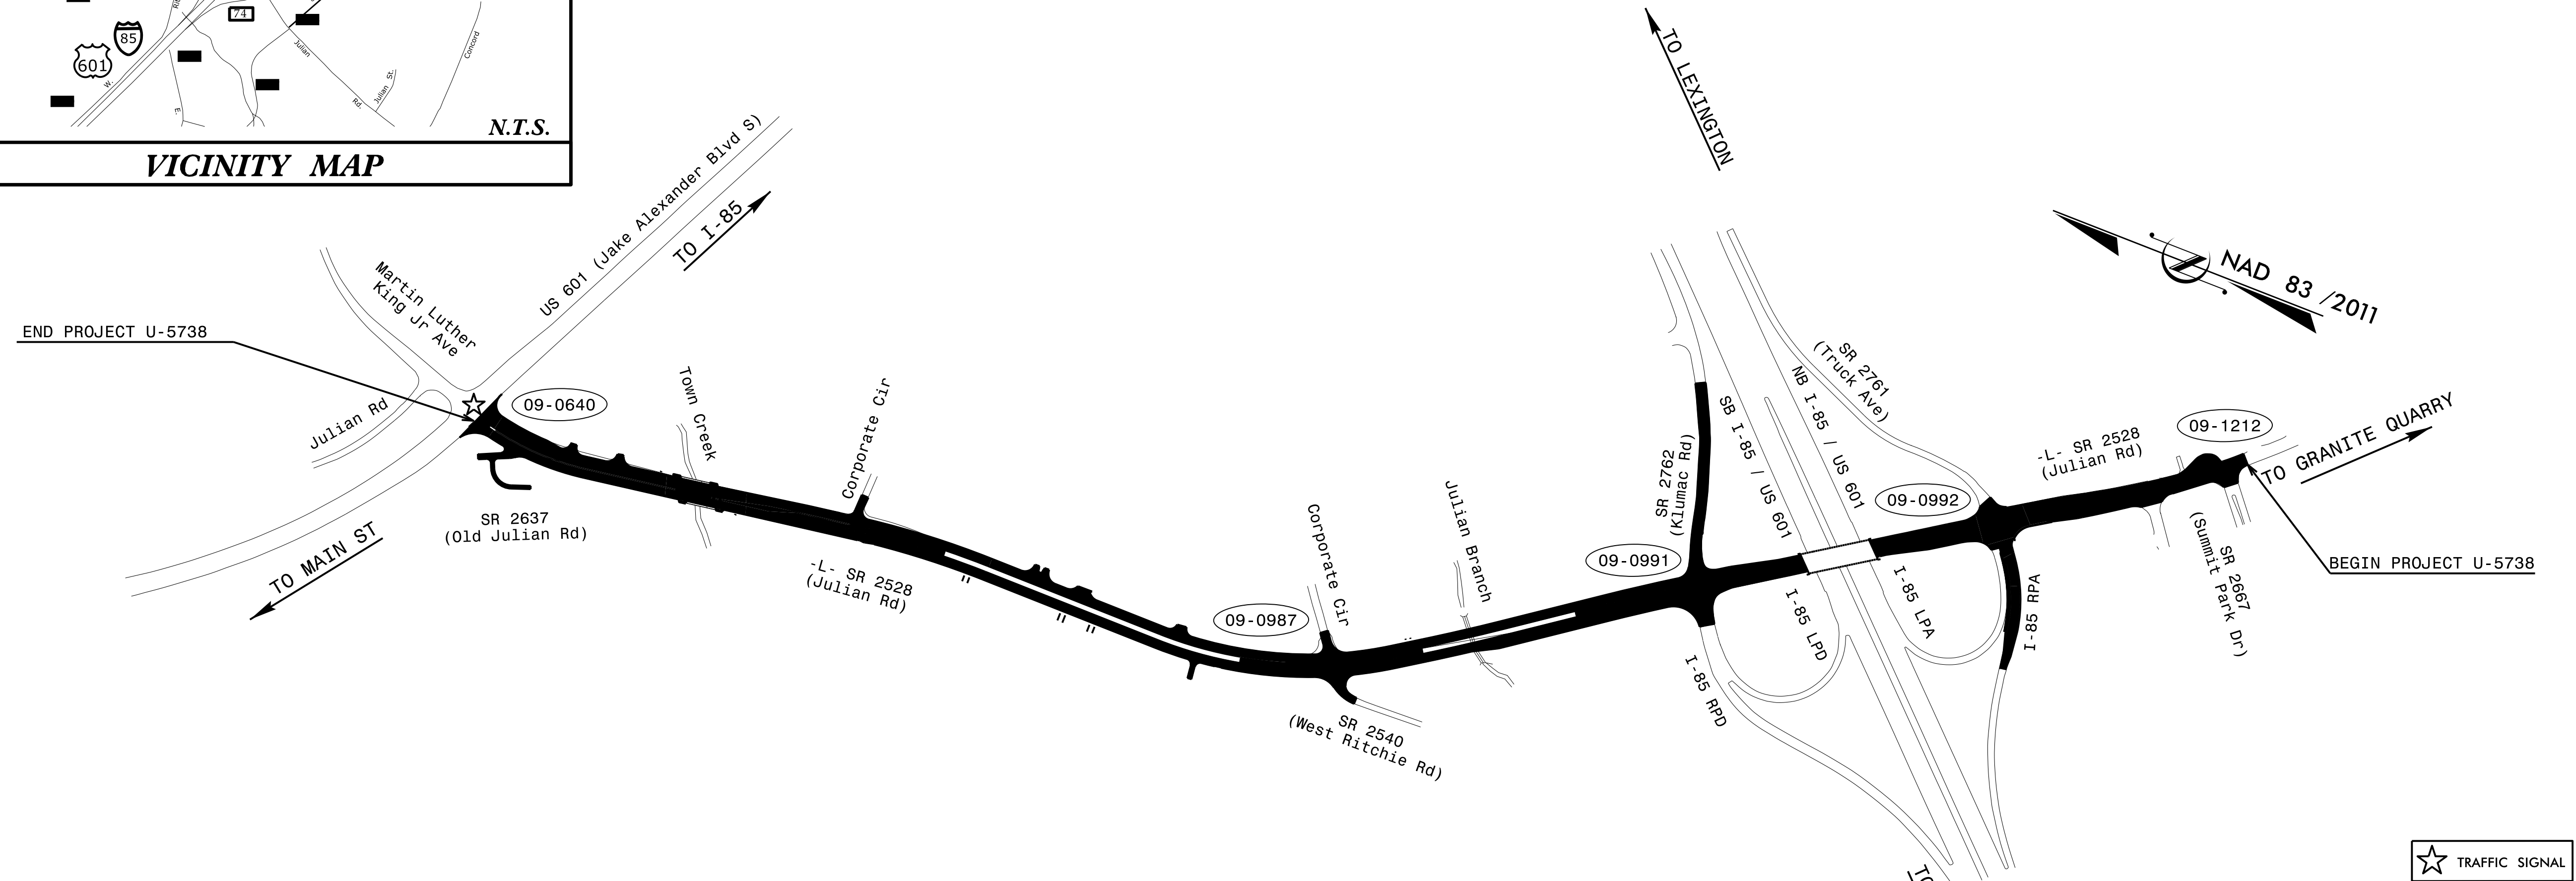 74
85
601
W.
E.
Julian
Rd.
Julian
St.
Concord
N.T.S.
VICINITY MAP
TO LEXINGTON
US 601 (Jake Alexander Blvd S)
TO I-85
NAD 83 /2011
Martin Luther
King Jr Ave
END PROJECT U-5738
Julian Rd
09-0640
Town Creek
Corporate Cir
SR 2637
(Old Julian Rd)
TO MAIN ST
-L- SR 2528
(Julian Rd)
09-0987
Corporate Cir
Julian Branch
SR 2540
(West Ritchie Rd)
09-0991
SR 2762
(Klumac Rd)
SB I-85 / US 601
NB I-85 / US 601
SR 2761
(Truck Ave)
09-0992
I-85 LPD
I-85 LPA
I-85 RPD
I-85 RPA
-L- SR 2528
(Julian Rd)
09-1212
TO GRANITE QUARRY
SR 2667
(Summit Park Dr)
BEGIN PROJECT U-5738
TRAFFIC SIGNAL